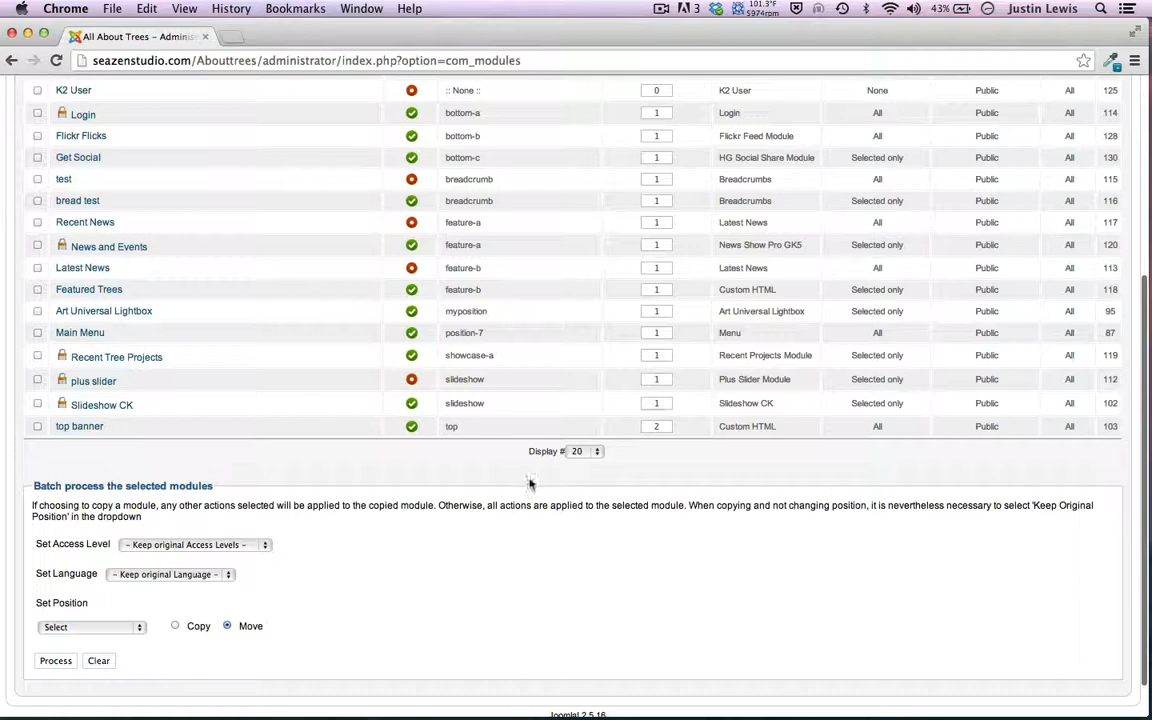 Chrome File Edit View History Bookmarks Window Help 3 101.3°F 5974rpm 43% Justin Lewis
All About Trees – Adminis
seazenstudio.com/Abouttrees/administrator/index.php?option=com_modules
K2 User :: None :: 0 K2 User None Public All 125
Login bottom-a 1 Login All Public All 114
Flickr Flicks bottom-b 1 Flickr Feed Module All Public All 128
Get Social bottom-c 1 HG Social Share Module Selected only Public All 130
test breadcrumb 1 Breadcrumbs All Public All 115
bread test breadcrumb 1 Breadcrumbs Selected only Public All 116
Recent News feature-a 1 Latest News All Public All 117
News and Events feature-a 1 News Show Pro GK5 Selected only Public All 120
Latest News feature-b 1 Latest News All Public All 113
Featured Trees feature-b 1 Custom HTML Selected only Public All 118
Art Universal Lightbox myposition 1 Art Universal Lightbox Selected only Public All 95
Main Menu position-7 1 Menu All Public All 87
Recent Tree Projects showcase-a 1 Recent Projects Module Selected only Public All 119
plus slider slideshow 1 Plus Slider Module Selected only Public All 112
Slideshow CK slideshow 1 Slideshow CK Selected only Public All 102
top banner top 2 Custom HTML All Public All 103
Display # 20
Batch process the selected modules
If choosing to copy a module, any other actions selected will be applied to the copied module. Otherwise, all actions are applied to the selected module. When copying and not changing position, it is nevertheless necessary to select 'Keep Original
Position' in the dropdown
Set Access Level – Keep original Access Levels –
Set Language – Keep original Language –
Set Position
Select Copy Move
Process Clear
Joomla! 2.5.16